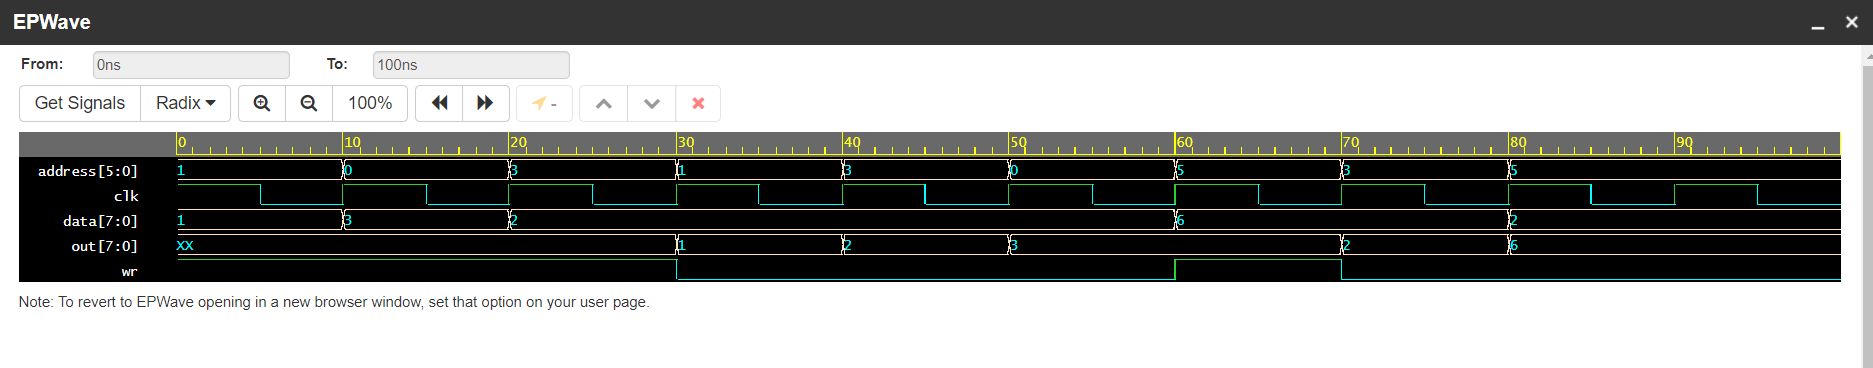 EPWave
From: 0ns To: 100ns
Get Signals Radix 100% -
0 10 20 30 40 50 60 70 80 90
address[5:0] 1 0 3 1 3 0 5 3 5
clk
data[7:0] 1 3 2 6 2
out[7:0] XX 1 2 3 2 6
wr
Note: To revert to EPWave opening in a new browser window, set that option on your user page.